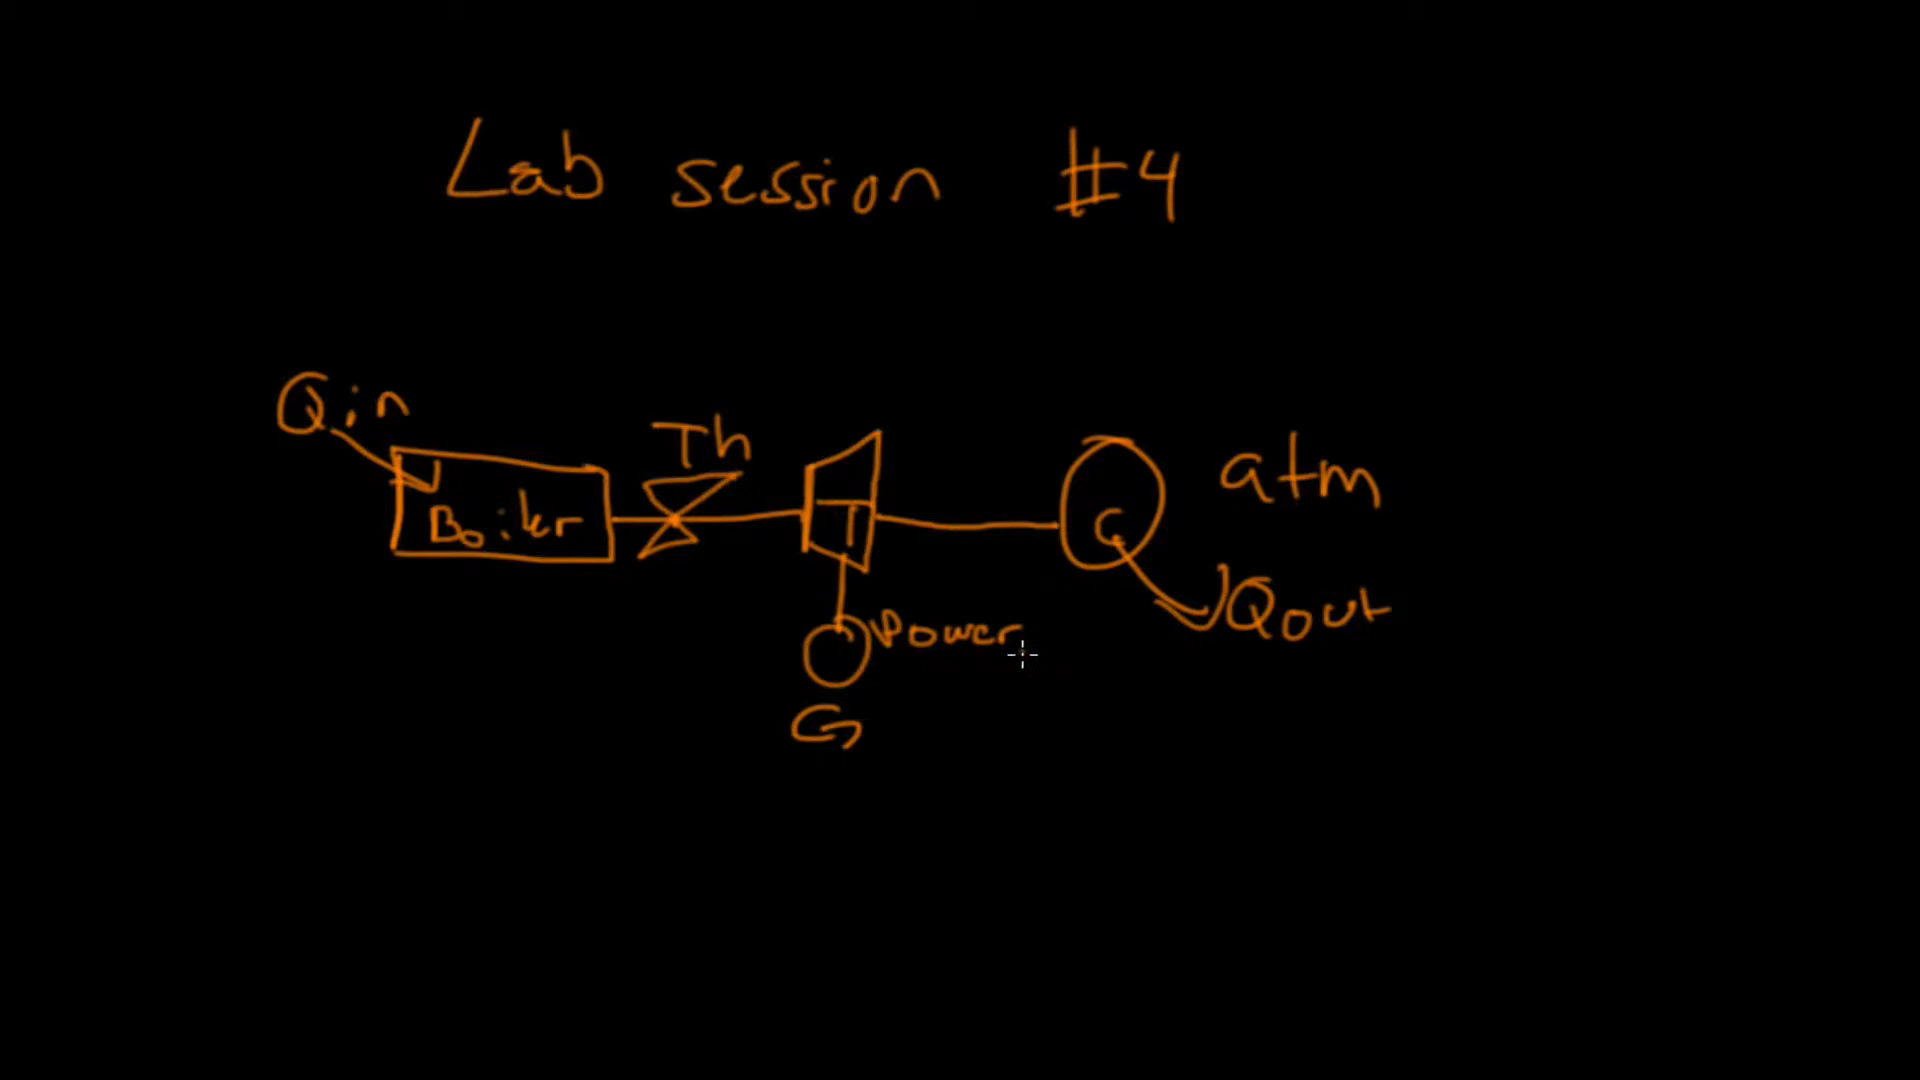 Lab session #4
Qin
Th
atm
Boiler
T
C
Qout
Power
G